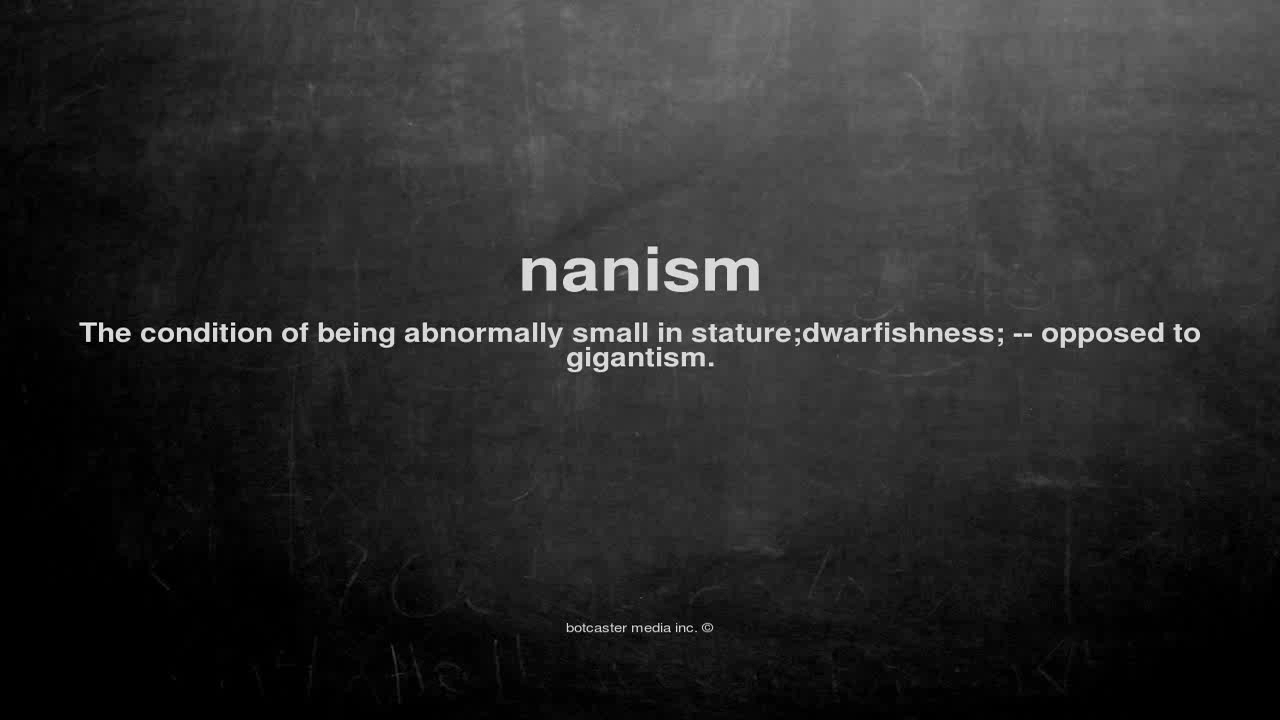 nanism
The condition of being abnormally small in stature;dwarfishness; -- opposed to
gigantism.
botcaster media inc. ©